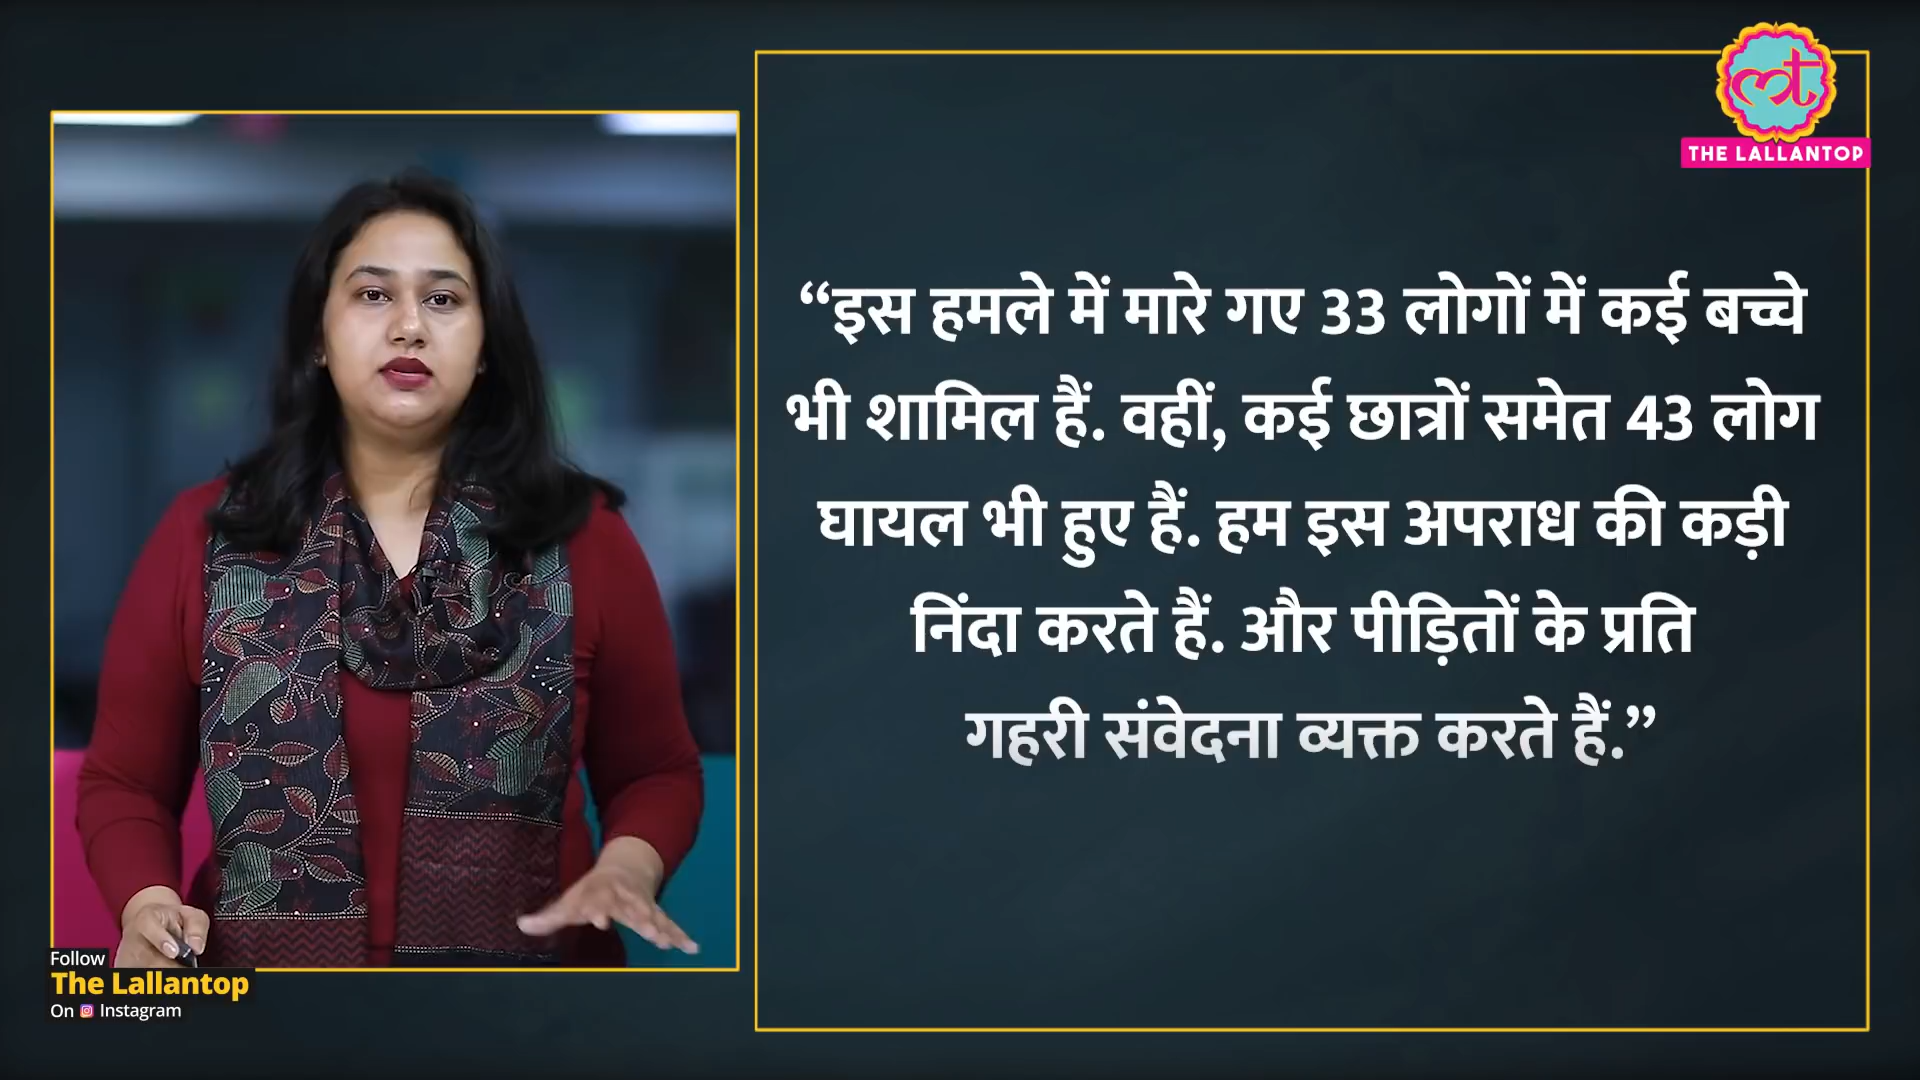 THE LALLANTOP
“इस हमले में मारे गए 33 लोगों में कई बच्चे
भी शामिल हैं. वहीं, कई छात्रों समेत 43 लोग
घायल भी हुए हैं. हम इस अपराध की कड़ी
निंदा करते हैं. और पीड़ितों के प्रति
गहरी संवेदना व्यक्त करते हैं.”
Follow
The Lallantop
On Instagram